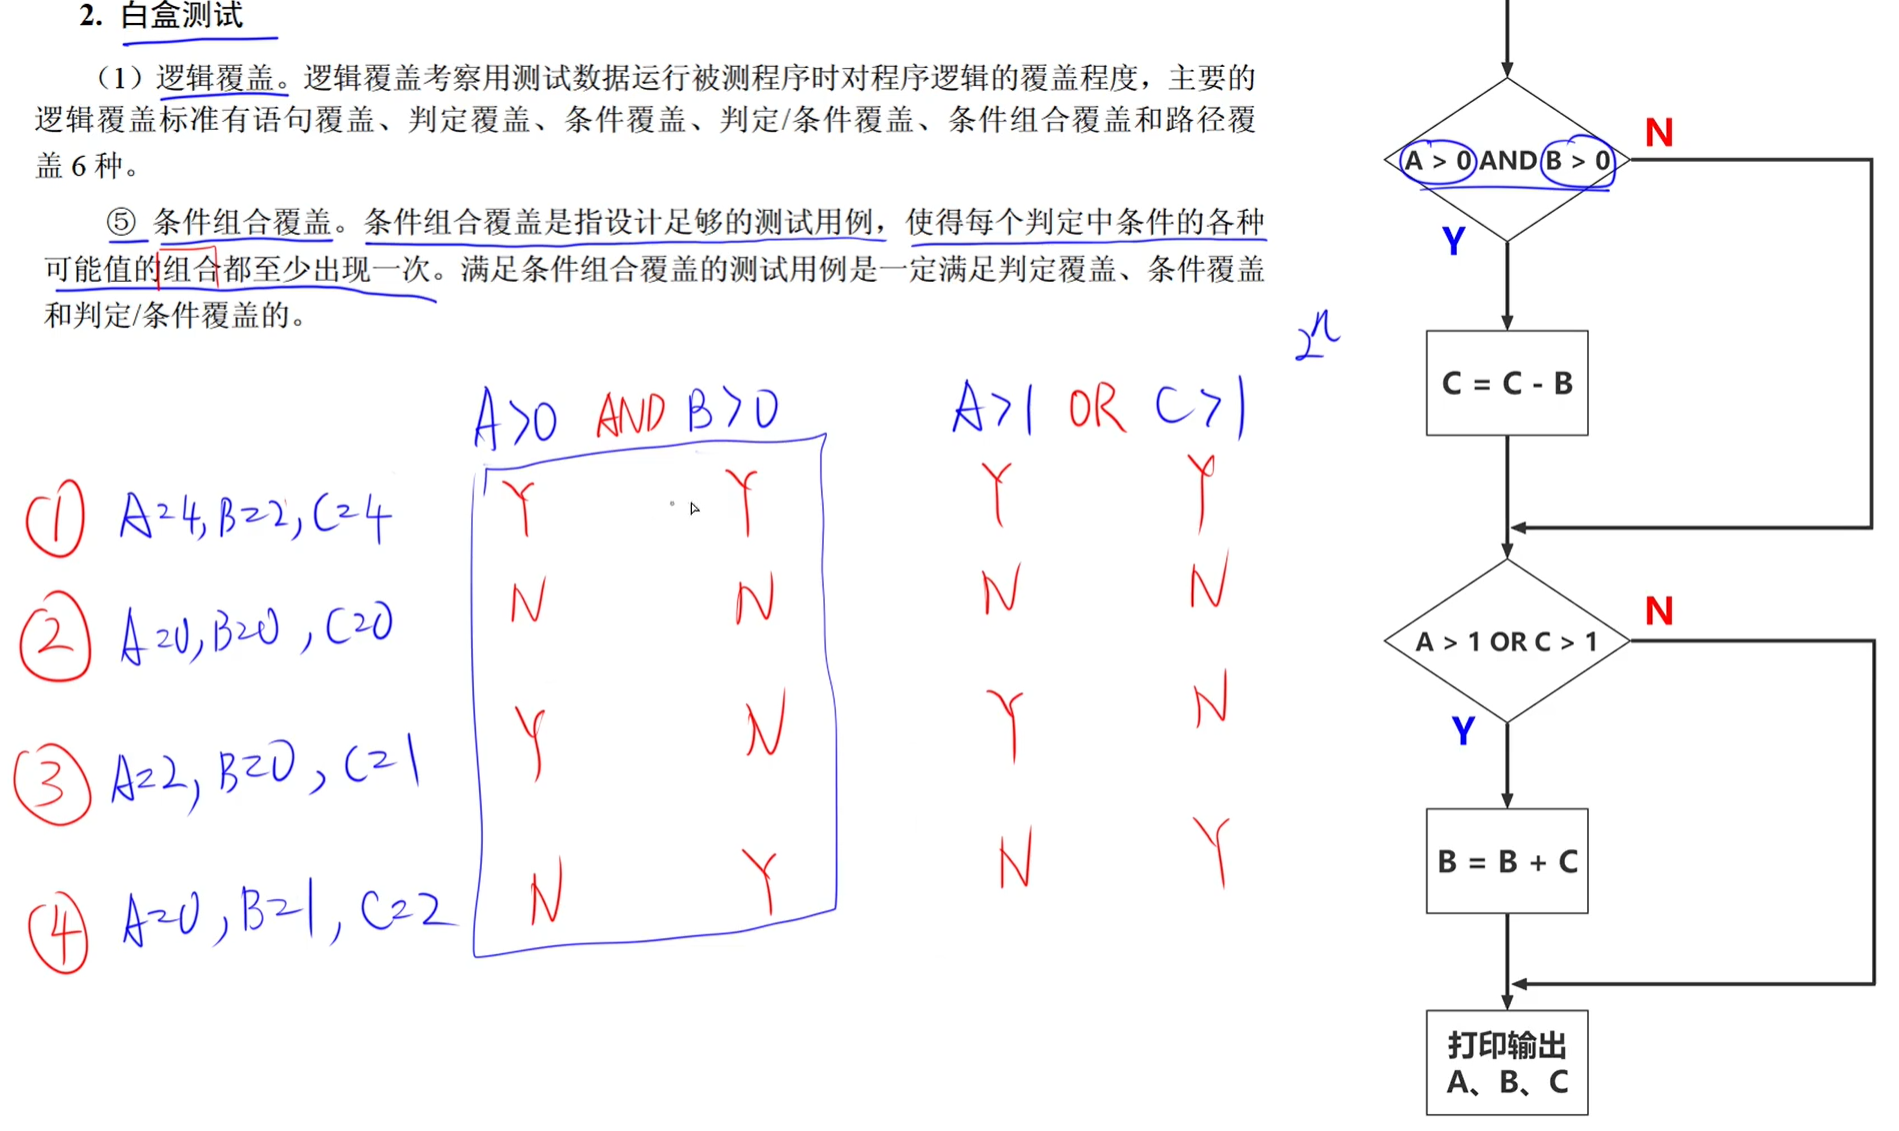 2. 白盒测试
（1）逻辑覆盖。逻辑覆盖考察用测试数据运行被测程序时对程序逻辑的覆盖程度，主要的
逻辑覆盖标准有语句覆盖、判定覆盖、条件覆盖、判定/条件覆盖、条件组合覆盖和路径覆
盖 6 种。
⑤ 条件组合覆盖。条件组合覆盖是指设计足够的测试用例，使得每个判定中条件的各种
可能值的组合都至少出现一次。满足条件组合覆盖的测试用例是一定满足判定覆盖、条件覆盖
和判定/条件覆盖的。
2ⁿ
A>0 AND B>0 A>1 OR C>1
① A=4, B=2, C=4 Y Y Y Y
② A=0, B=0, C=0 N N N N
③ A=2, B=0, C=1 Y N Y N
④ A=0, B=1, C=2 N Y N Y
A > 0 AND B > 0
N
Y
C = C - B
A > 1 OR C > 1
N
Y
B = B + C
打印输出
A、B、C